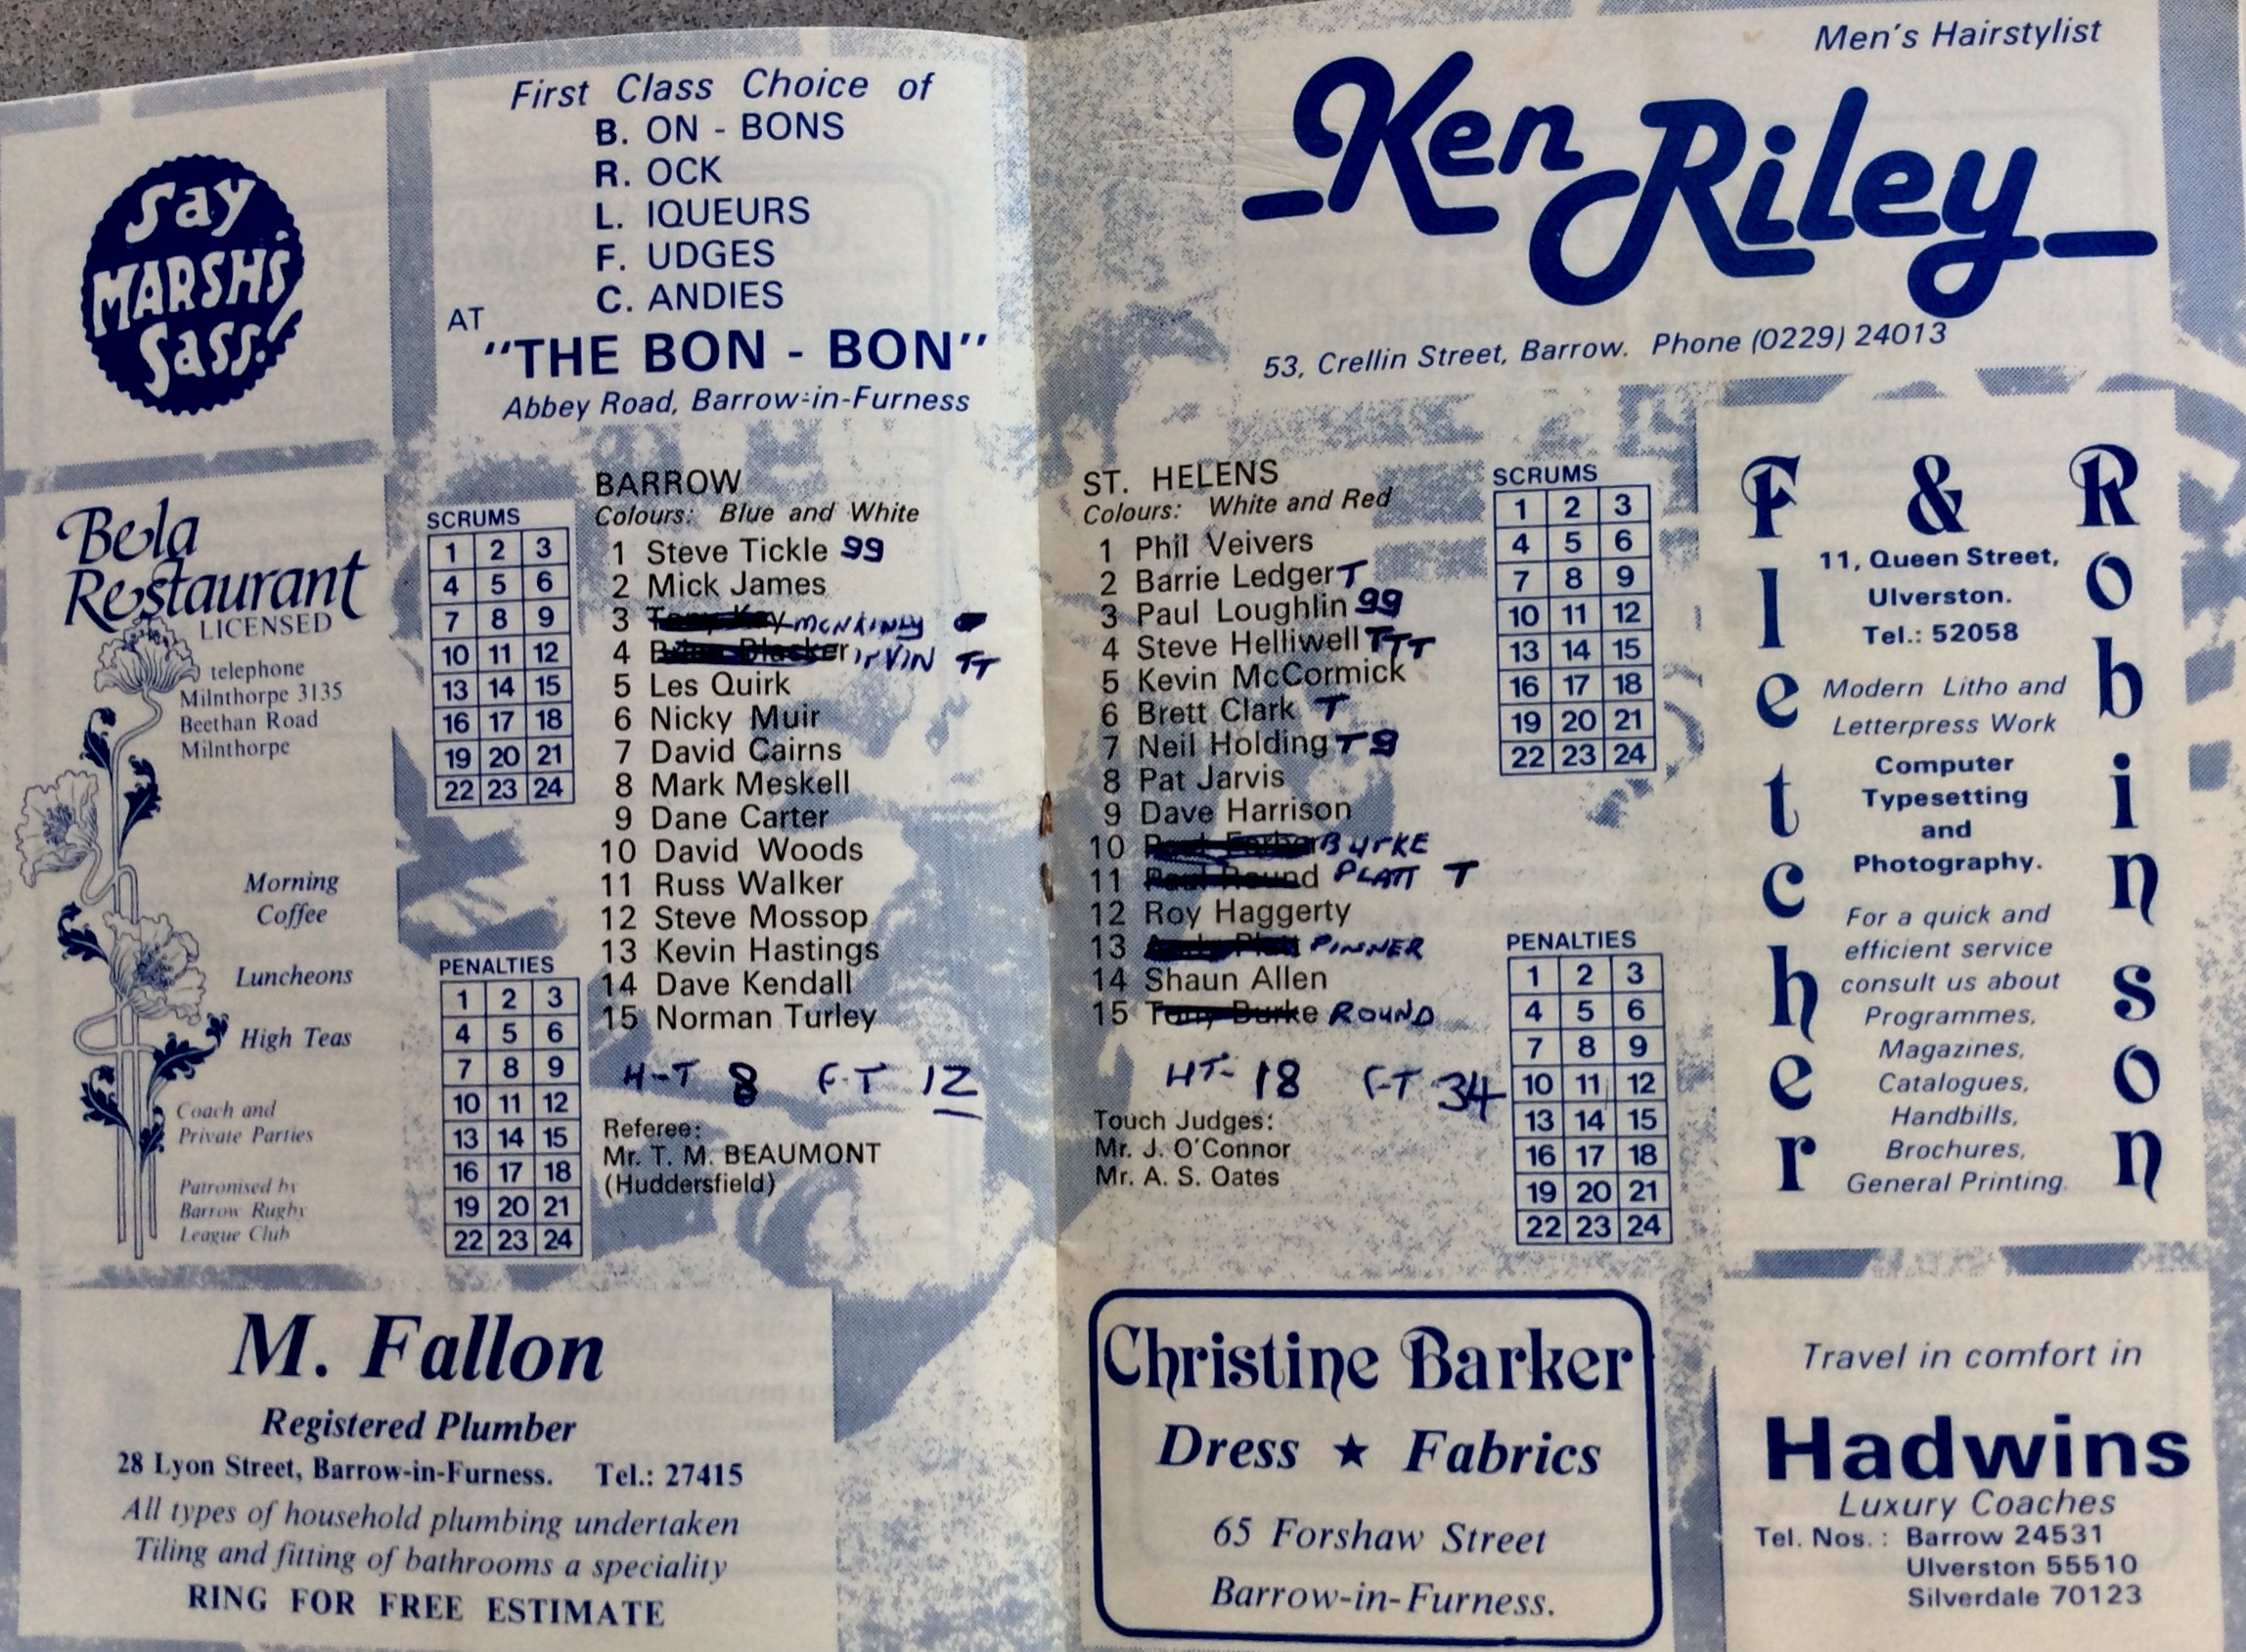 Say
MARSH'S
Sass!
First Class Choice of
B. ON - BONS
R. OCK
L. IQUEURS
F. UDGES
C. ANDIES
AT
"THE BON - BON"
Abbey Road, Barrow-in-Furness
Bela
Restaurant
LICENSED
telephone
Milnthorpe 3135
Beethan Road
Milnthorpe
Morning
Coffee
Luncheons
High Teas
Coach and
Private Parties
Patronised by
Barrow Rugby
League Club
SCRUMS
1 2 3
4 5 6
7 8 9
10 11 12
13 14 15
16 17 18
19 20 21
22 23 24
PENALTIES
1 2 3
4 5 6
7 8 9
10 11 12
13 14 15
16 17 18
19 20 21
22 23 24
BARROW
Colours: Blue and White
1 Steve Tickle 99
2 Mick James
3 McNKINLY
4 IrVIN TT
5 Les Quirk
6 Nicky Muir
7 David Cairns
8 Mark Meskell
9 Dane Carter
10 David Woods
11 Russ Walker
12 Steve Mossop
13 Kevin Hastings
14 Dave Kendall
15 Norman Turley
H-T 8 F-T 12
Referee:
Mr. T. M. BEAUMONT
(Huddersfield)
M. Fallon
Registered Plumber
28 Lyon Street, Barrow-in-Furness. Tel.: 27415
All types of household plumbing undertaken
Tiling and fitting of bathrooms a speciality
RING FOR FREE ESTIMATE
Men's Hairstylist
Ken Riley
53, Crellin Street, Barrow. Phone (0229) 24013
ST. HELENS
Colours: White and Red
1 Phil Veivers
2 Barrie Ledger T
3 Paul Loughlin 99
4 Steve Helliwell TTT
5 Kevin McCormick
6 Brett Clark T
7 Neil Holding T 9
8 Pat Jarvis
9 Dave Harrison
10 BUrKE
11 Paul Round PLATT T
12 Roy Haggerty
13 Andy Platt PINNER
14 Shaun Allen
15 Tony Burke ROUND
HT- 18 F-T 34
Touch Judges:
Mr. J. O'Connor
Mr. A. S. Oates
SCRUMS
1 2 3
4 5 6
7 8 9
10 11 12
13 14 15
16 17 18
19 20 21
22 23 24
PENALTIES
1 2 3
4 5 6
7 8 9
10 11 12
13 14 15
16 17 18
19 20 21
22 23 24
Fletcher & Robinson
11, Queen Street,
Ulverston.
Tel.: 52058
Modern Litho and
Letterpress Work
Computer
Typesetting
and
Photography.
For a quick and
efficient service
consult us about
Programmes,
Magazines,
Catalogues,
Handbills,
Brochures,
General Printing.
Christine Barker
Dress ★ Fabrics
65 Forshaw Street
Barrow-in-Furness.
Travel in comfort in
Hadwins
Luxury Coaches
Tel. Nos. : Barrow 24531
Ulverston 55510
Silverdale 70123